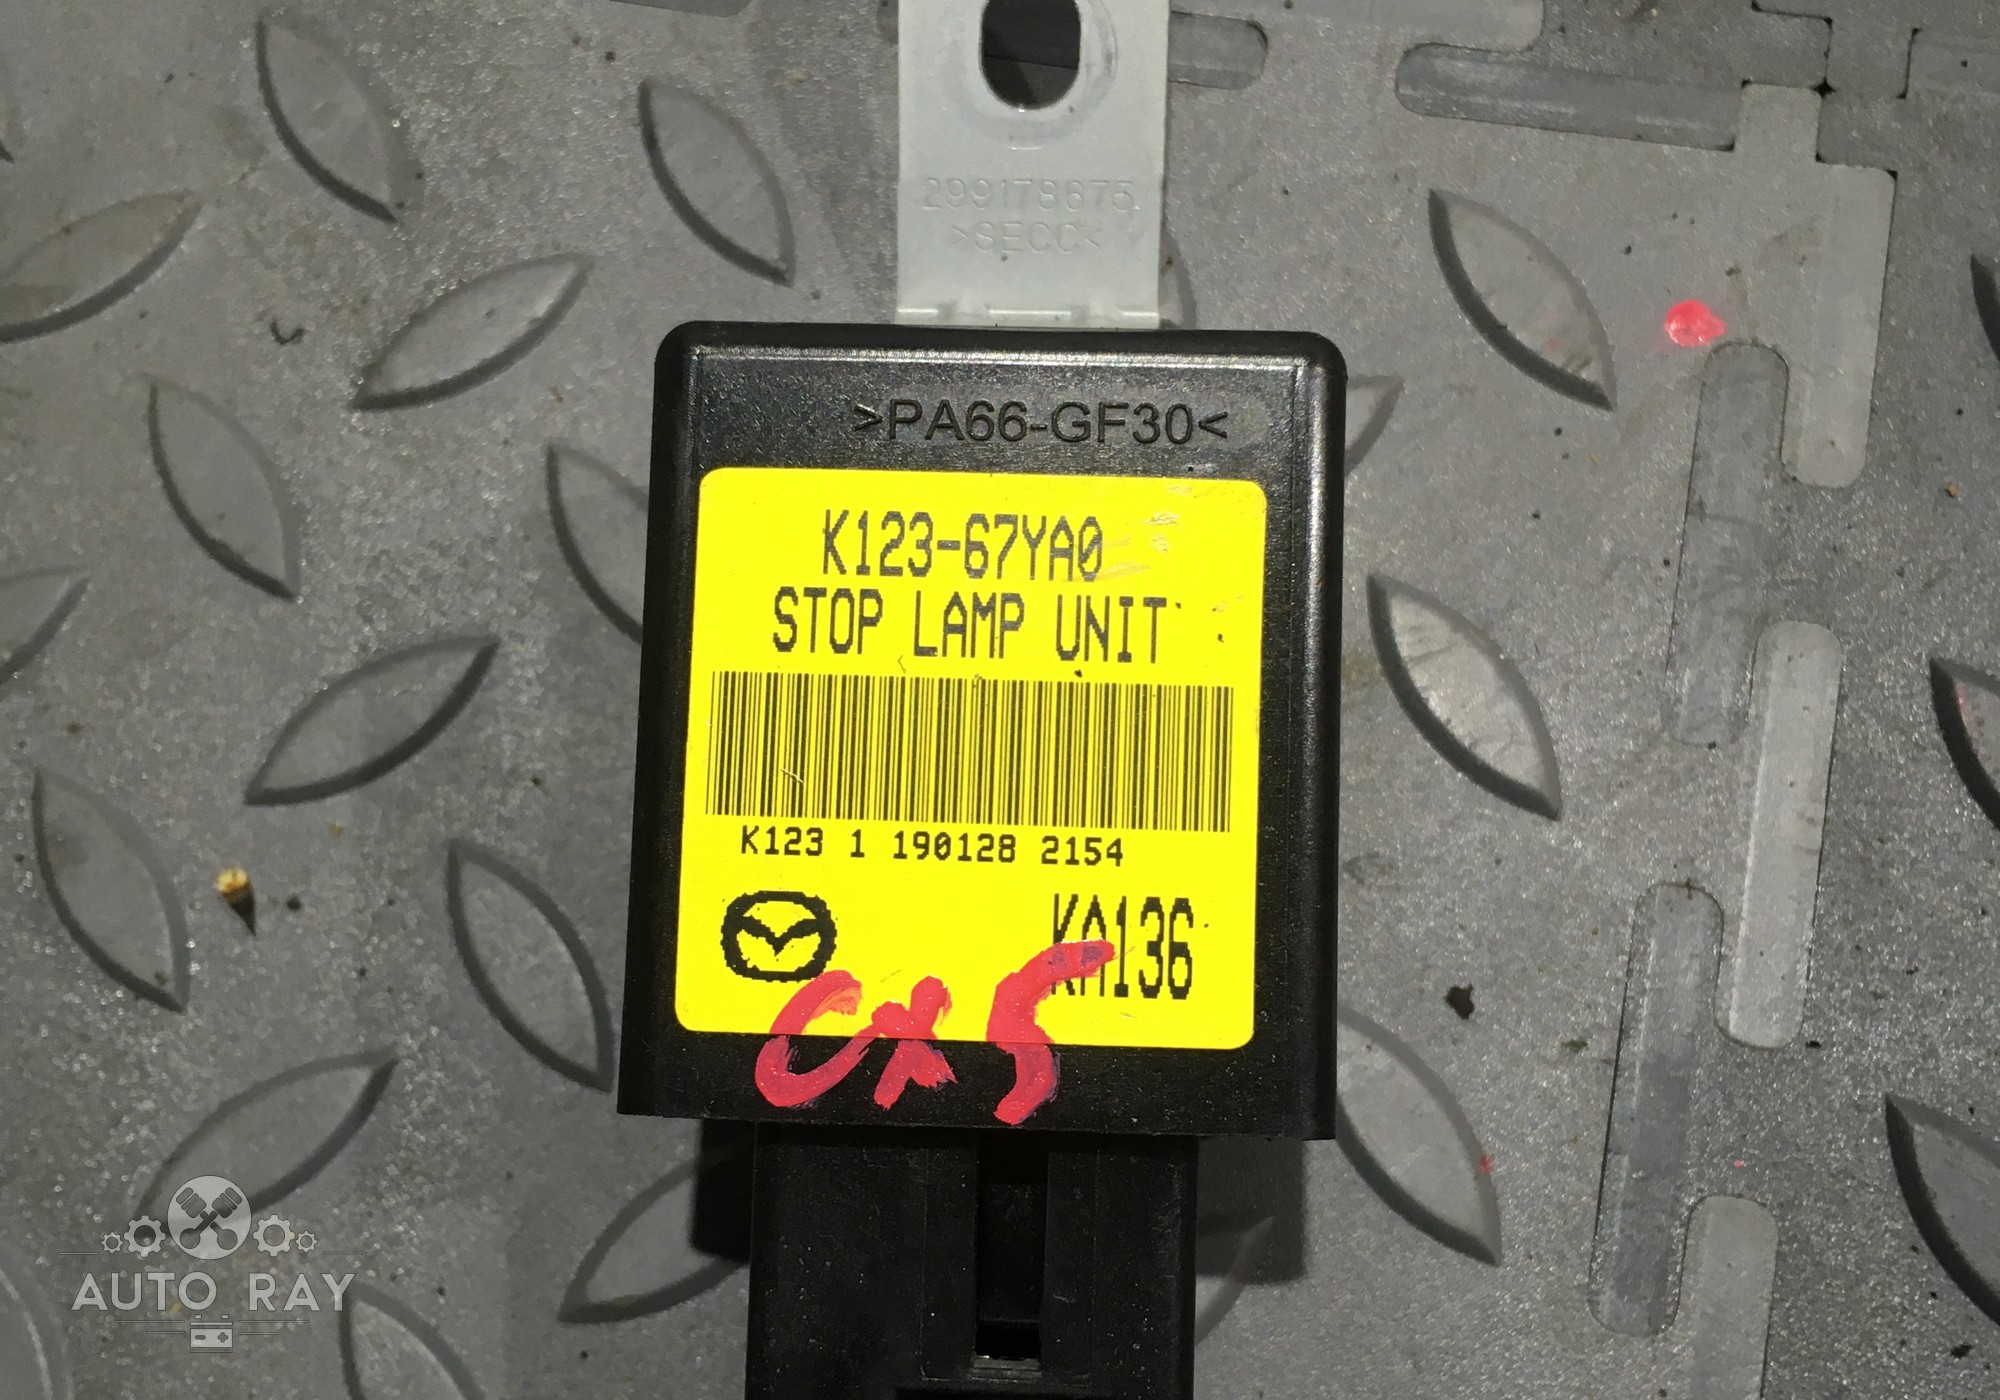 299178675
>SECC<
>PA66-GF30<
K123-67YA0
STOP LAMP UNIT
K123 1 190128 2154
KA136
CX5
AUTO RAY